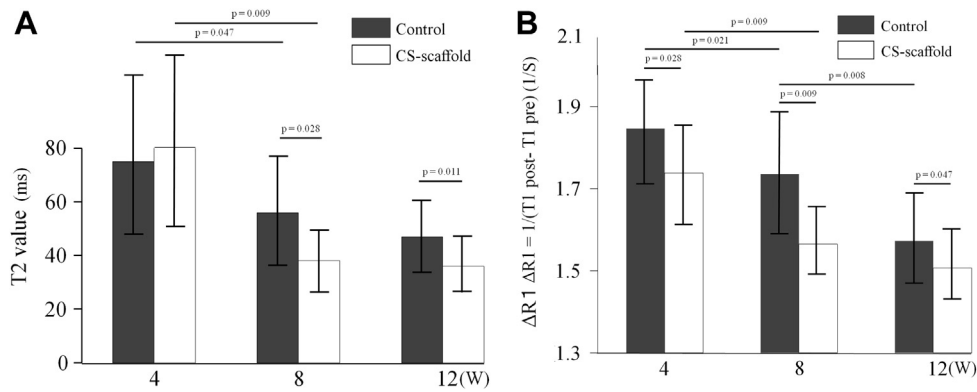 A
p = 0.009
p = 0.047
Control
CS-scaffold
p = 0.028
p = 0.011
80
60
40
20
0
T2 value (ms)
4
8
12(W)
B
p = 0.009
p = 0.021
p = 0.028
p = 0.008
p = 0.009
p = 0.047
Control
CS-scaffold
2.1
1.9
1.7
1.5
1.3
ΔR1 ΔR1 = 1/(T1 post- T1 pre) (1/S)
4
8
12(W)